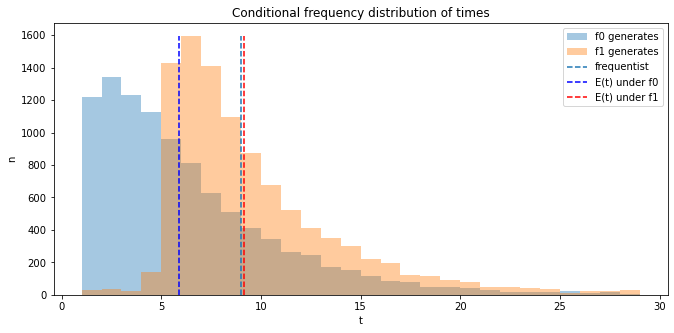 Conditional frequency distribution of times
1600
1400
1200
1000
800
600
400
200
0
n
0 5 10 15 20 25 30
t
f0 generates
f1 generates
frequentist
E(t) under f0
E(t) under f1